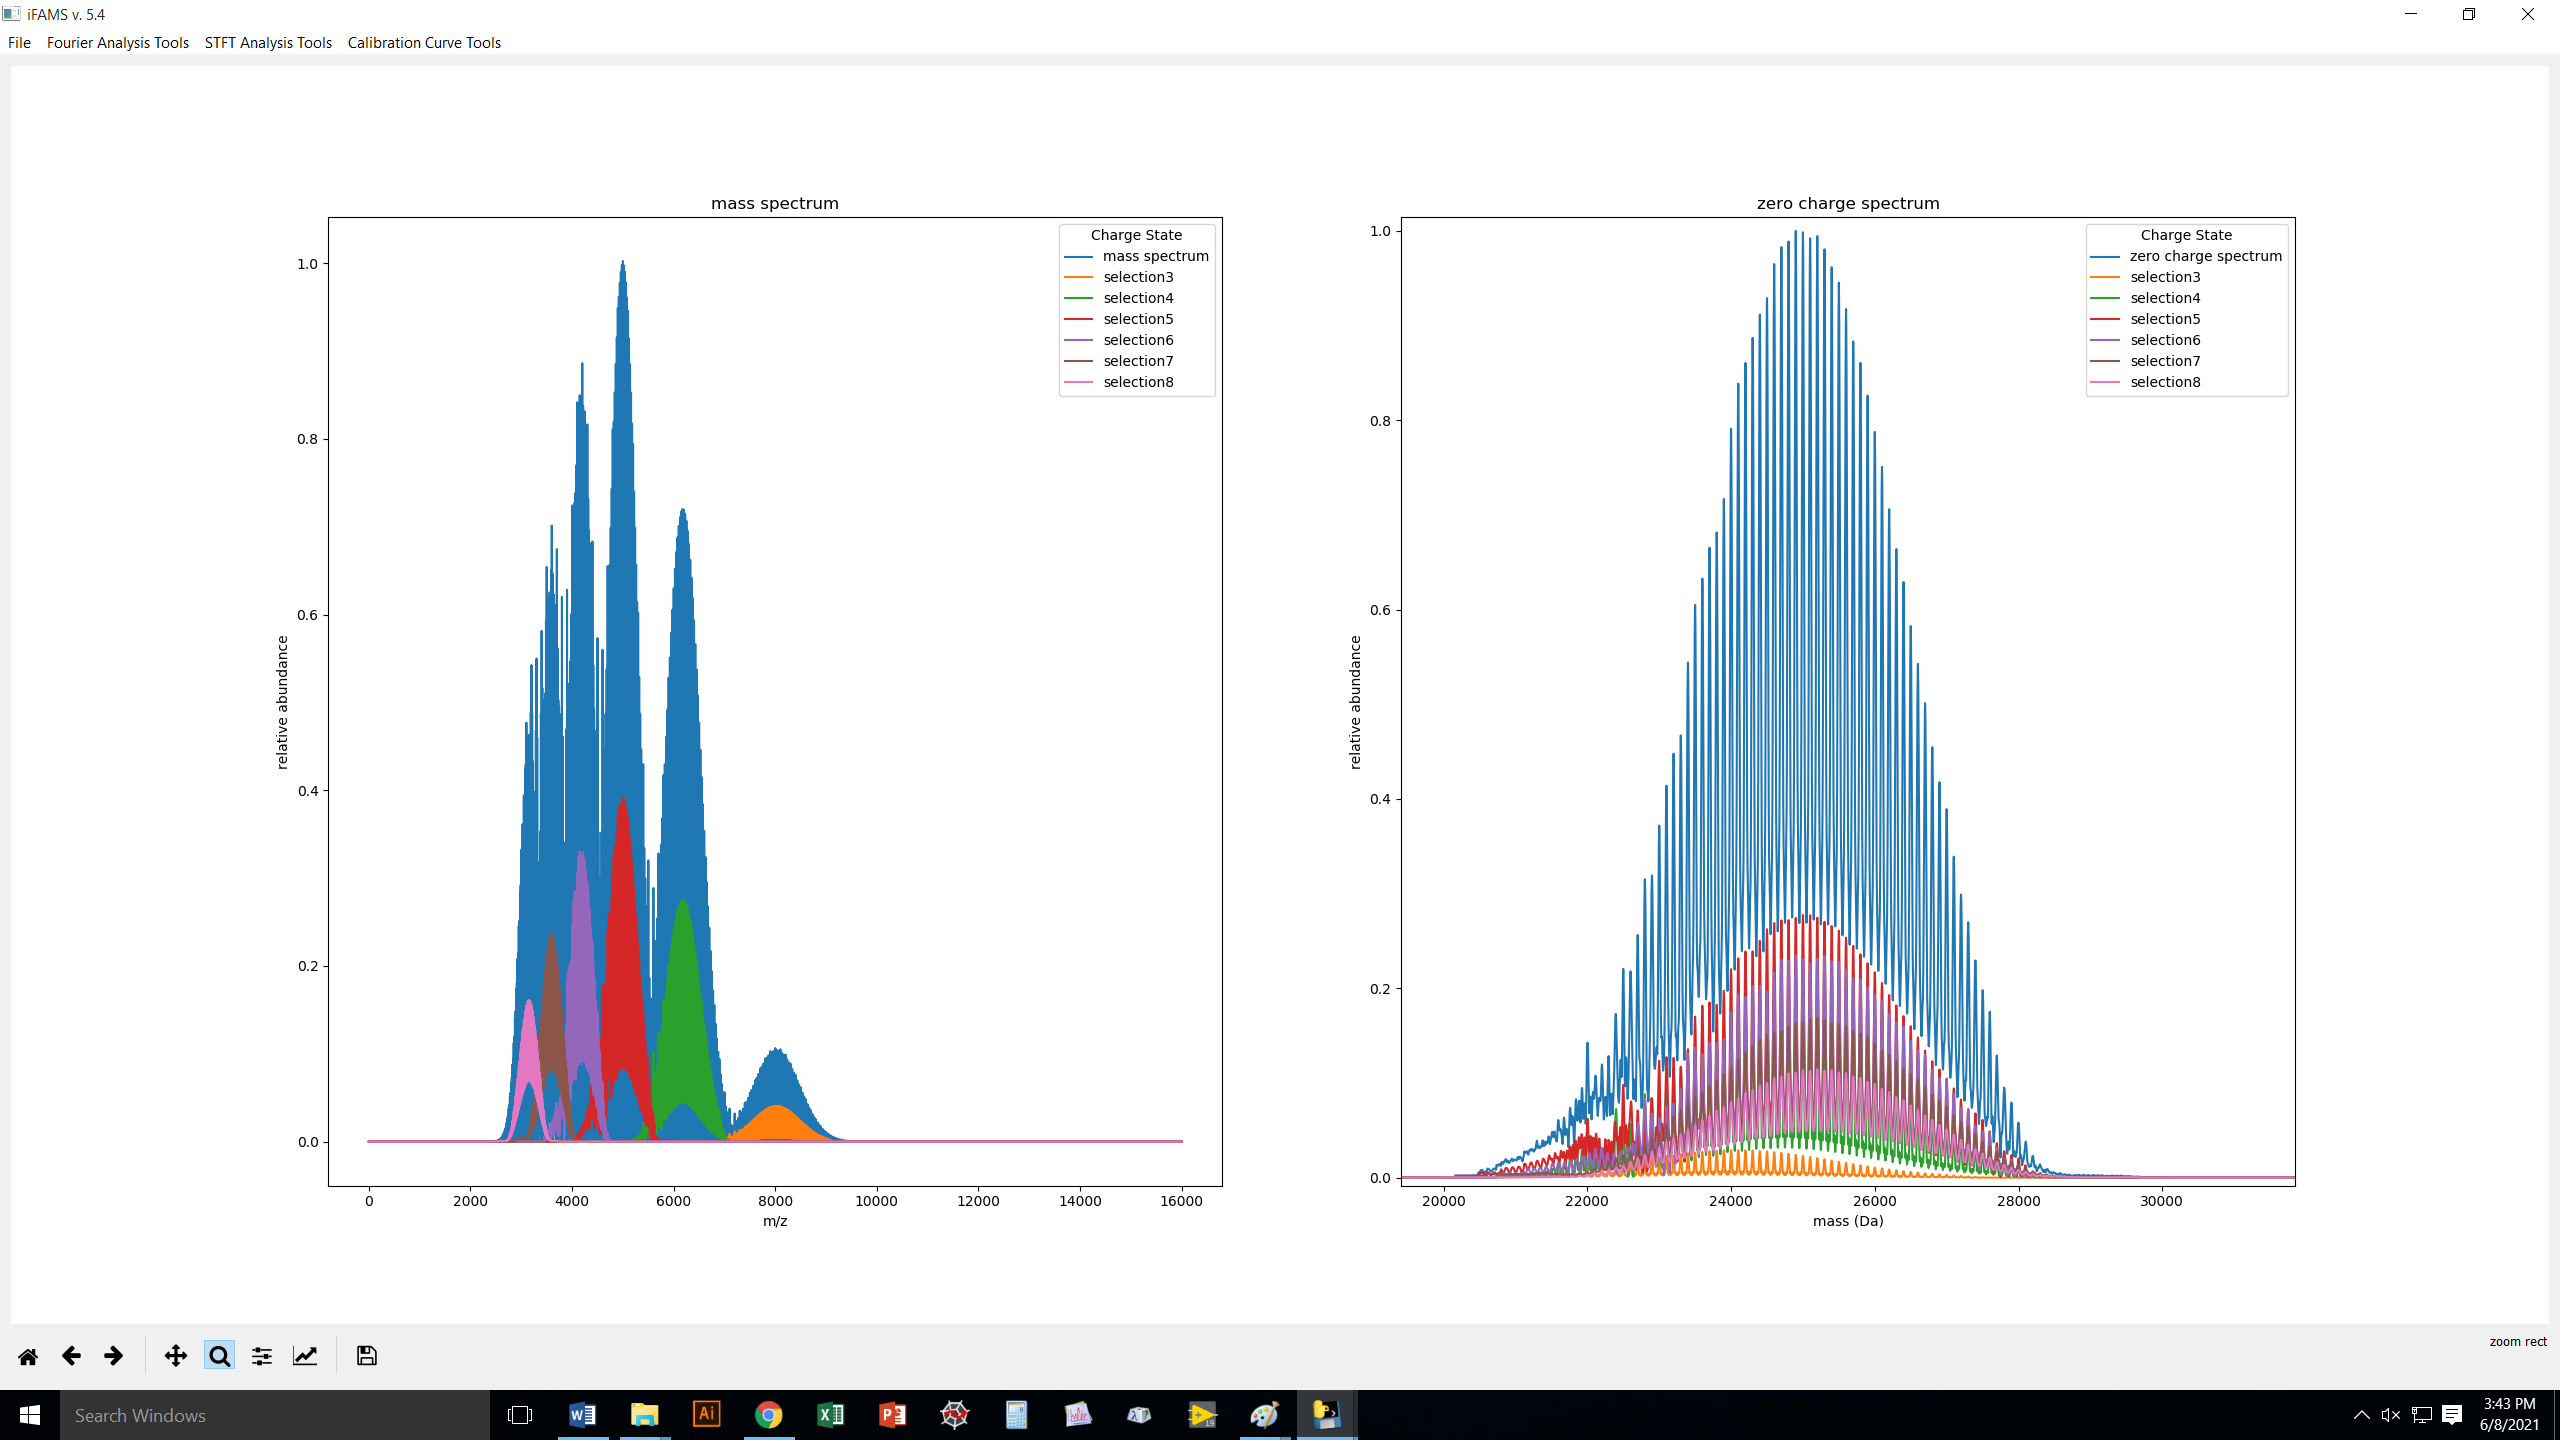 iFAMS v. 5.4
File Fourier Analysis Tools STFT Analysis Tools Calibration Curve Tools
mass spectrum
Charge State
mass spectrum
selection3
selection4
selection5
selection6
selection7
selection8
1.0
0.8
0.6
0.4
0.2
0.0
relative abundance
0 2000 4000 6000 8000 10000 12000 14000 16000
m/z
zero charge spectrum
Charge State
zero charge spectrum
selection3
selection4
selection5
selection6
selection7
selection8
1.0
0.8
0.6
0.4
0.2
0.0
relative abundance
20000 22000 24000 26000 28000 30000
mass (Da)
zoom rect
Search Windows
Ai
19
3:43 PM
6/8/2021